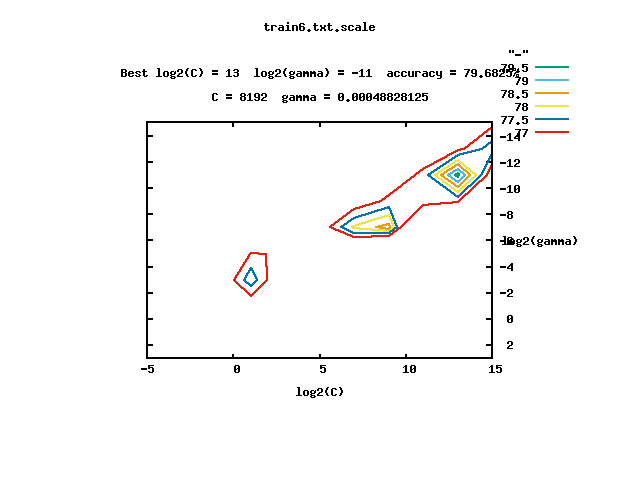 train6.txt.scale
"-"
Best log2(C) = 13  log2(gamma) = -11  accuracy = 79.6825%
C = 8192  gamma = 0.00048828125
79.5
79
78.5
78
77.5
77
-14
-12
-10
-8
-6
log2(gamma)
-4
-2
0
2
-5 0 5 10 15
log2(C)